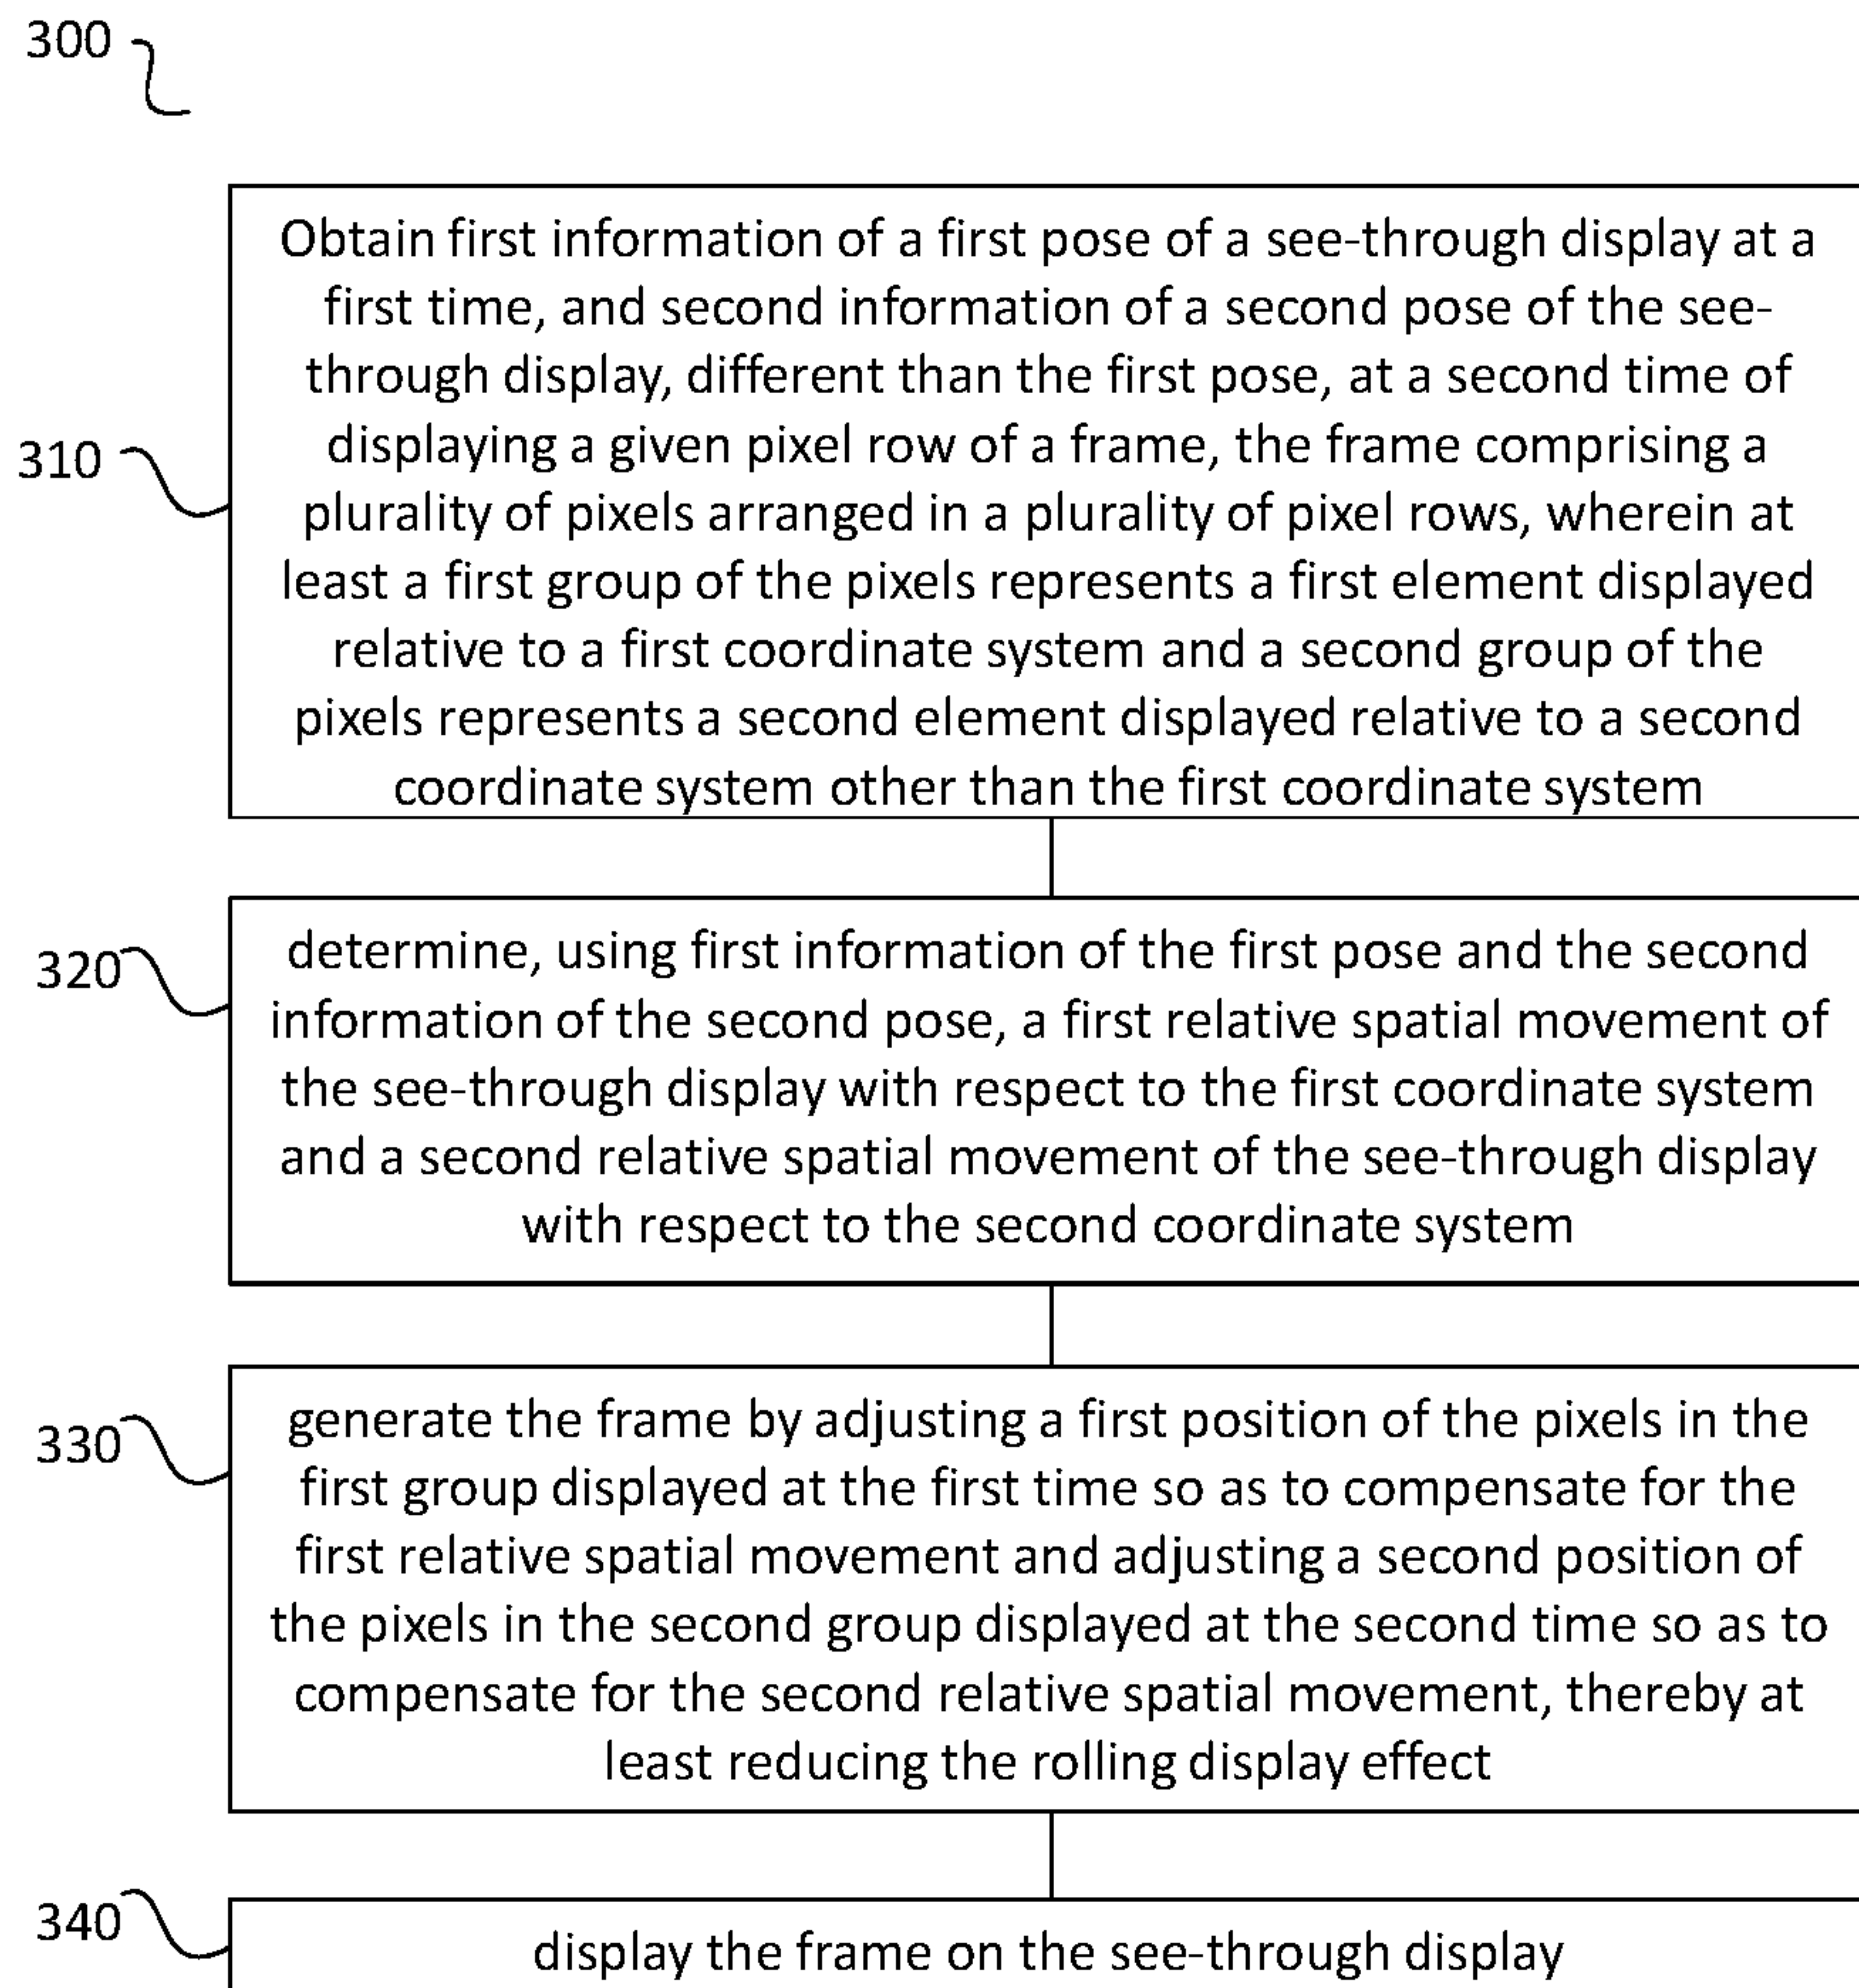 300
Obtain first information of a first pose of a see-through display at a
first time, and second information of a second pose of the see-
through display, different than the first pose, at a second time of
displaying a given pixel row of a frame, the frame comprising a
310
plurality of pixels arranged in a plurality of pixel rows, wherein at
least a first group of the pixels represents a first element displayed
relative to a first coordinate system and a second group of the
pixels represents a second element displayed relative to a second
coordinate system other than the first coordinate system
320
determine, using first information of the first pose and the second
information of the second pose, a first relative spatial movement of
the see-through display with respect to the first coordinate system
and a second relative spatial movement of the see-through display
with respect to the second coordinate system
330
generate the frame by adjusting a first position of the pixels in the
first group displayed at the first time so as to compensate for the
first relative spatial movement and adjusting a second position of
the pixels in the second group displayed at the second time so as to
compensate for the second relative spatial movement, thereby at
least reducing the rolling display effect
340
display the frame on the see-through display